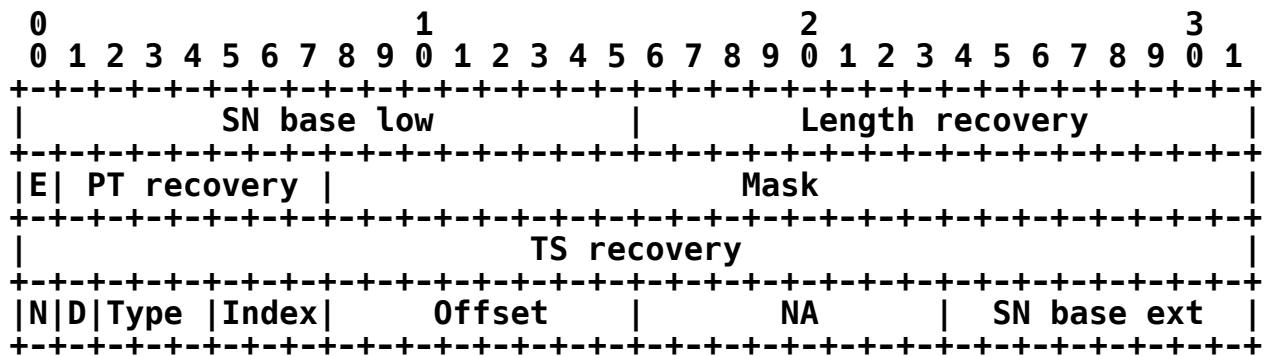 0                   1                   2                   3
 0 1 2 3 4 5 6 7 8 9 0 1 2 3 4 5 6 7 8 9 0 1 2 3 4 5 6 7 8 9 0 1
+-+-+-+-+-+-+-+-+-+-+-+-+-+-+-+-+-+-+-+-+-+-+-+-+-+-+-+-+-+-+-+-+
|          SN base low          |        Length recovery        |
+-+-+-+-+-+-+-+-+-+-+-+-+-+-+-+-+-+-+-+-+-+-+-+-+-+-+-+-+-+-+-+-+
|E| PT recovery |                     Mask                      |
+-+-+-+-+-+-+-+-+-+-+-+-+-+-+-+-+-+-+-+-+-+-+-+-+-+-+-+-+-+-+-+-+
|                          TS recovery                          |
+-+-+-+-+-+-+-+-+-+-+-+-+-+-+-+-+-+-+-+-+-+-+-+-+-+-+-+-+-+-+-+-+
|N|D|Type |Index|     Offset    |       NA      |  SN base ext  |
+-+-+-+-+-+-+-+-+-+-+-+-+-+-+-+-+-+-+-+-+-+-+-+-+-+-+-+-+-+-+-+-+